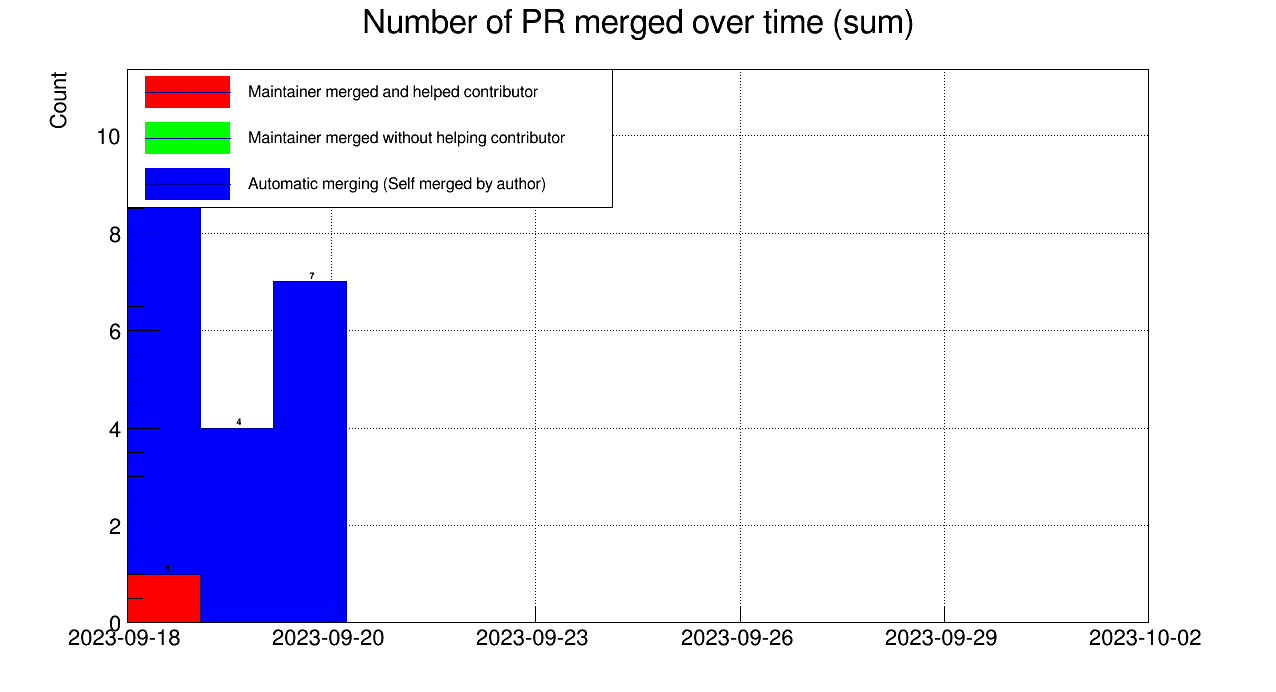 Number of PR merged over time (sum)
Count
Maintainer merged and helped contributor
Maintainer merged without helping contributor
Automatic merging (Self merged by author)
10
8
6
4
2
0
7
4
1
2023-09-18 2023-09-20 2023-09-23 2023-09-26 2023-09-29 2023-10-02